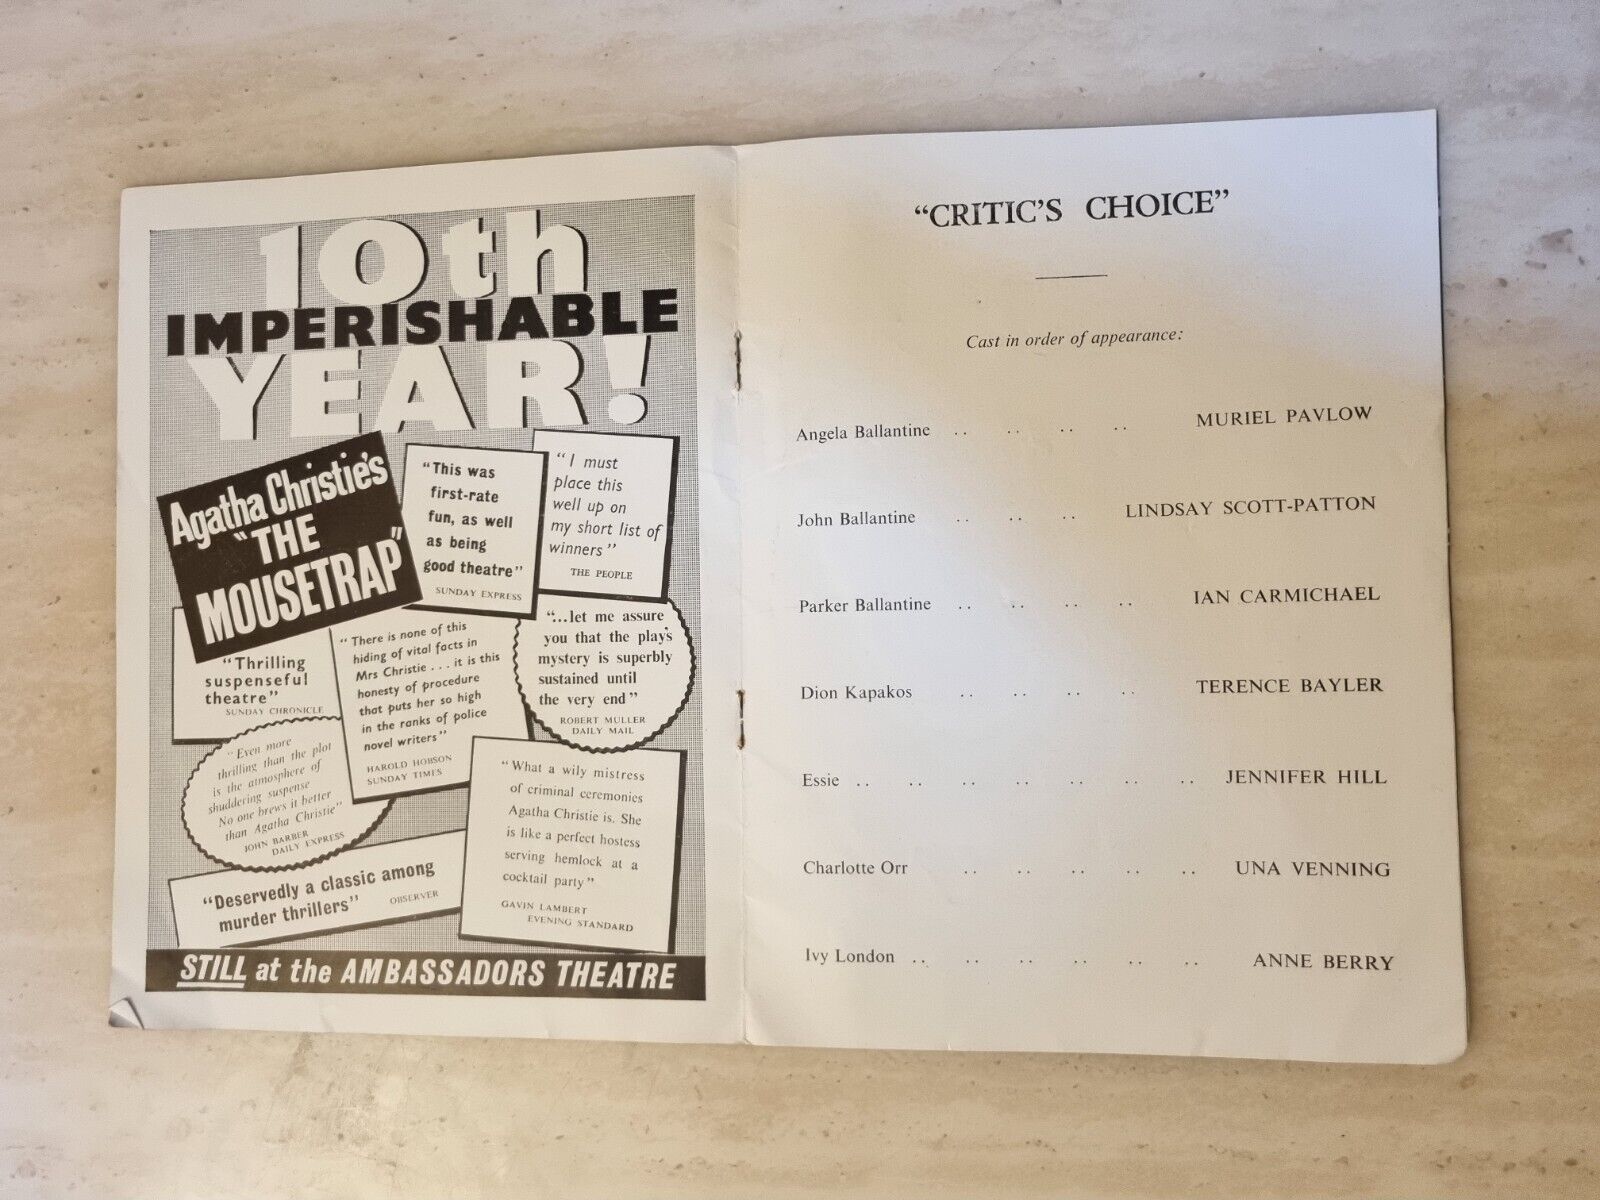 10th
IMPERISHABLE
YEAR!
Agatha Christie's
"THE
MOUSETRAP"
"This was
first-rate
fun, as well
as being
good theatre"
SUNDAY EXPRESS
"I must
place this
well up on
my short list of
winners"
THE PEOPLE
"Thrilling
suspenseful
theatre"
SUNDAY CHRONICLE
"There is none of this
hiding of vital facts in
Mrs Christie . . . it is this
honesty of procedure
that puts her so high
in the ranks of police
novel writers"
HAROLD HOBSON
SUNDAY TIMES
"...let me assure
you that the play's
mystery is superbly
sustained until
the very end"
ROBERT MULLER
DAILY MAIL
"Even more
thrilling than the plot
is the atmosphere of
shuddering suspense
No one brews it better
than Agatha Christie"
JOHN BARBER
DAILY EXPRESS
"What a wily mistress
of criminal ceremonies
Agatha Christie is. She
is like a perfect hostess
serving hemlock at a
cocktail party"
GAVIN LAMBERT
EVENING STANDARD
"Deservedly a classic among
murder thrillers" OBSERVER
STILL at the AMBASSADORS THEATRE
"CRITIC'S CHOICE"
Cast in order of appearance:
Angela Ballantine .. .. .. .. MURIEL PAVLOW
John Ballantine .. .. .. LINDSAY SCOTT-PATTON
Parker Ballantine .. .. .. .. IAN CARMICHAEL
Dion Kapakos .. .. .. .. TERENCE BAYLER
Essie .. .. .. .. .. .. .. JENNIFER HILL
Charlotte Orr .. .. .. .. .. UNA VENNING
Ivy London .. .. .. .. .. .. ANNE BERRY